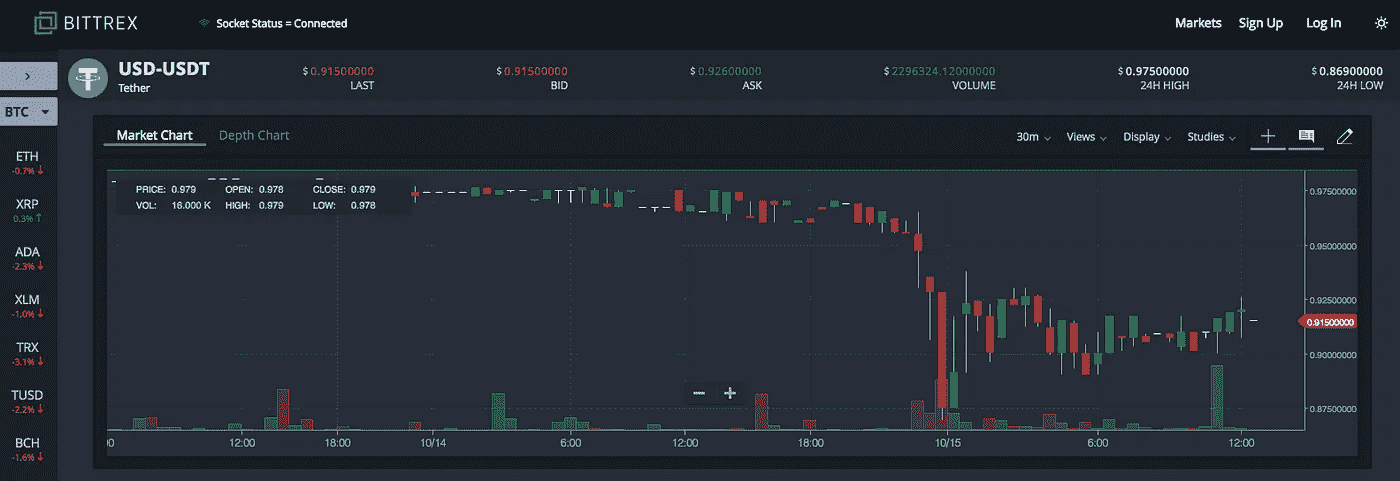 BITTREX
Socket Status = Connected
Markets Sign Up Log In
USD-USDT
Tether
$ 0.91500000
LAST
$ 0.91500000
BID
$ 0.92600000
ASK
$ 2296324.12000000
VOLUME
$ 0.97500000
24H HIGH
$ 0.86900000
24H LOW
BTC
ETH
-0.7% ↓
XRP
0.3% ↑
ADA
-2.3% ↓
XLM
-1.0% ↓
TRX
-3.1% ↓
TUSD
-2.2% ↓
BCH
-1.6% ↓
Market Chart Depth Chart
30m Views Display Studies
PRICE: 0.979 OPEN: 0.978 CLOSE: 0.979
VOL: 16.000 K HIGH: 0.979 LOW: 0.978
0.97500000
0.95000000
0.92500000
0.91500000
0.90000000
0.87500000
12:00 18:00 10/14 6:00 12:00 18:00 10/15 6:00 12:00